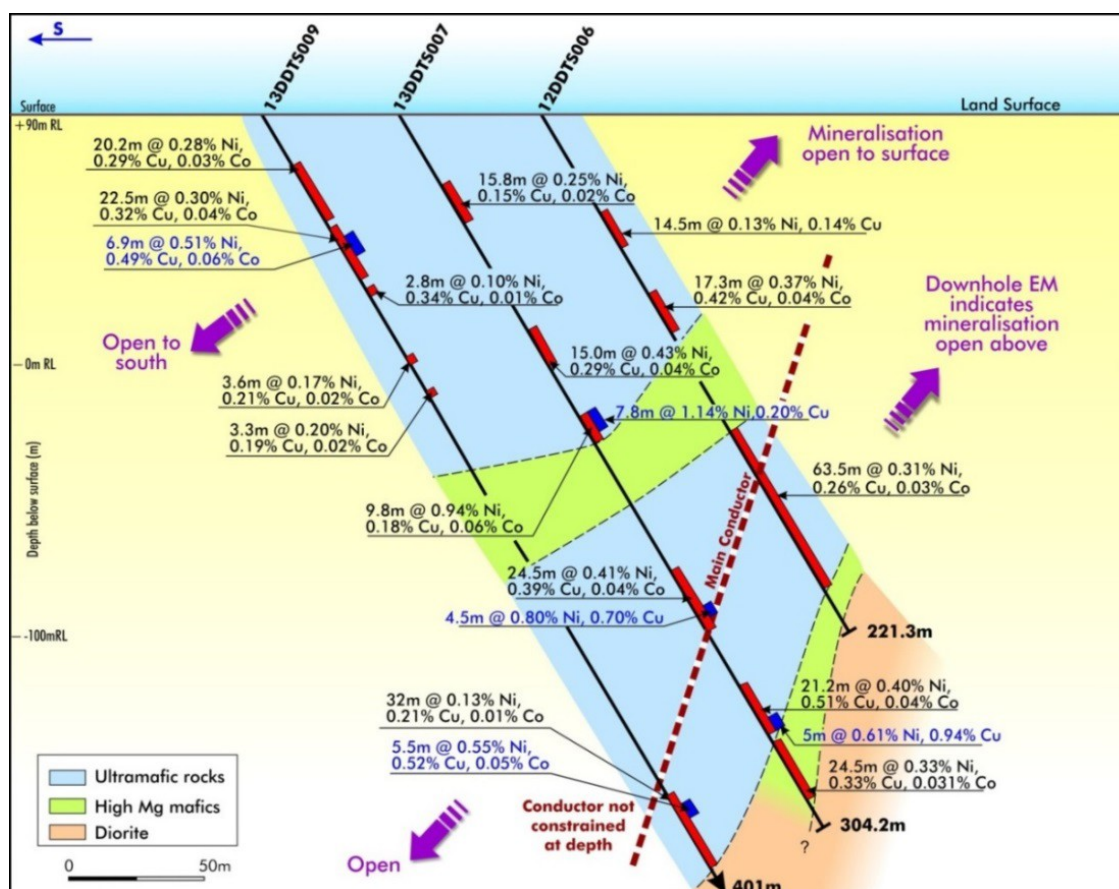 S
13DDTS009
13DDTS007
12DDTS006
Surface
Land Surface
+90m RL
20.2m @ 0.28% Ni,
0.29% Cu, 0.03% Co
Mineralisation
open to surface
15.8m @ 0.25% Ni,
0.15% Cu, 0.02% Co
22.5m @ 0.30% Ni,
0.32% Cu, 0.04% Co
14.5m @ 0.13% Ni, 0.14% Cu
6.9m @ 0.51% Ni,
0.49% Cu, 0.06% Co
2.8m @ 0.10% Ni,
0.34% Cu, 0.01% Co
17.3m @ 0.37% Ni,
0.42% Cu, 0.04% Co
Downhole EM
indicates
mineralisation
open above
Open to
south
0m RL
15.0m @ 0.43% Ni,
0.29% Cu, 0.04% Co
3.6m @ 0.17% Ni,
0.21% Cu, 0.02% Co
7.8m @ 1.14% Ni,0.20% Cu
3.3m @ 0.20% Ni,
0.19% Cu, 0.02% Co
Depth below surface (m)
63.5m @ 0.31% Ni,
0.26% Cu, 0.03% Co
9.8m @ 0.94% Ni,
0.18% Cu, 0.06% Co
Main Conductor
24.5m @ 0.41% Ni,
0.39% Cu, 0.04% Co
4.5m @ 0.80% Ni, 0.70% Cu
-100mRL
221.3m
21.2m @ 0.40% Ni,
0.51% Cu, 0.04% Co
32m @ 0.13% Ni,
0.21% Cu, 0.01% Co
5m @ 0.61% Ni, 0.94% Cu
5.5m @ 0.55% Ni,
0.52% Cu, 0.05% Co
24.5m @ 0.33% Ni,
0.33% Cu, 0.031% Co
Ultramafic rocks
High Mg mafics
Diorite
Conductor not
constrained
at depth
304.2m
?
Open
0
50m
401m